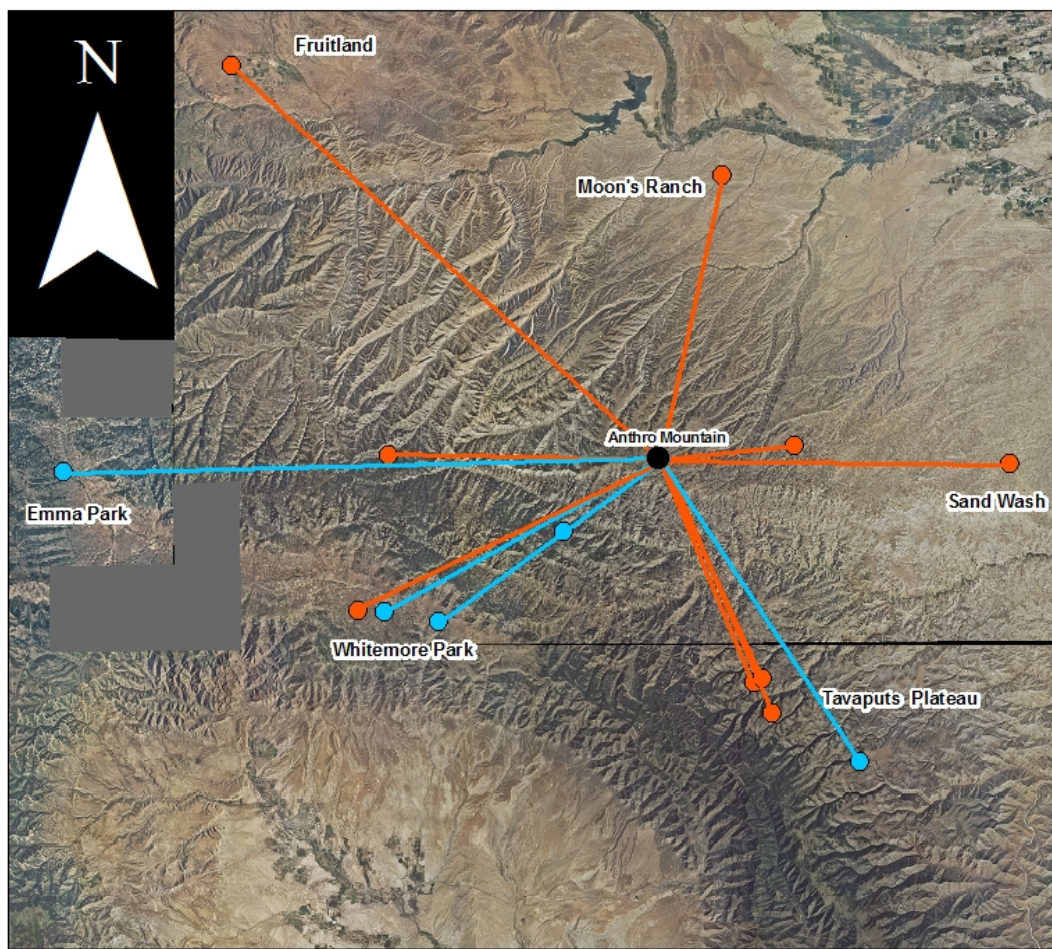 N
Fruitland
Moon's Ranch
Anthro Mountain
Sand Wash
Emma Park
Whitemore Park
Tavaputs Plateau